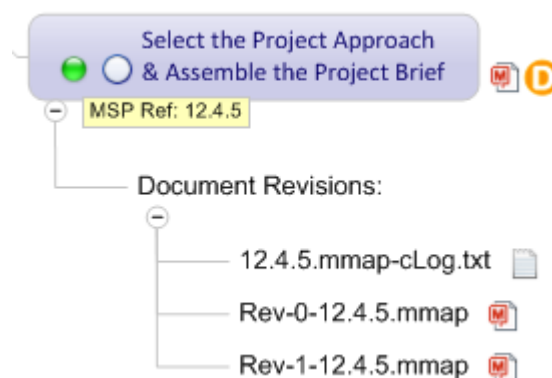 Select the Project Approach
& Assemble the Project Brief
D
MSP Ref: 12.4.5
Document Revisions:
12.4.5.mmap-cLog.txt
Rev-0-12.4.5.mmap
Rev-1-12.4.5.mmap